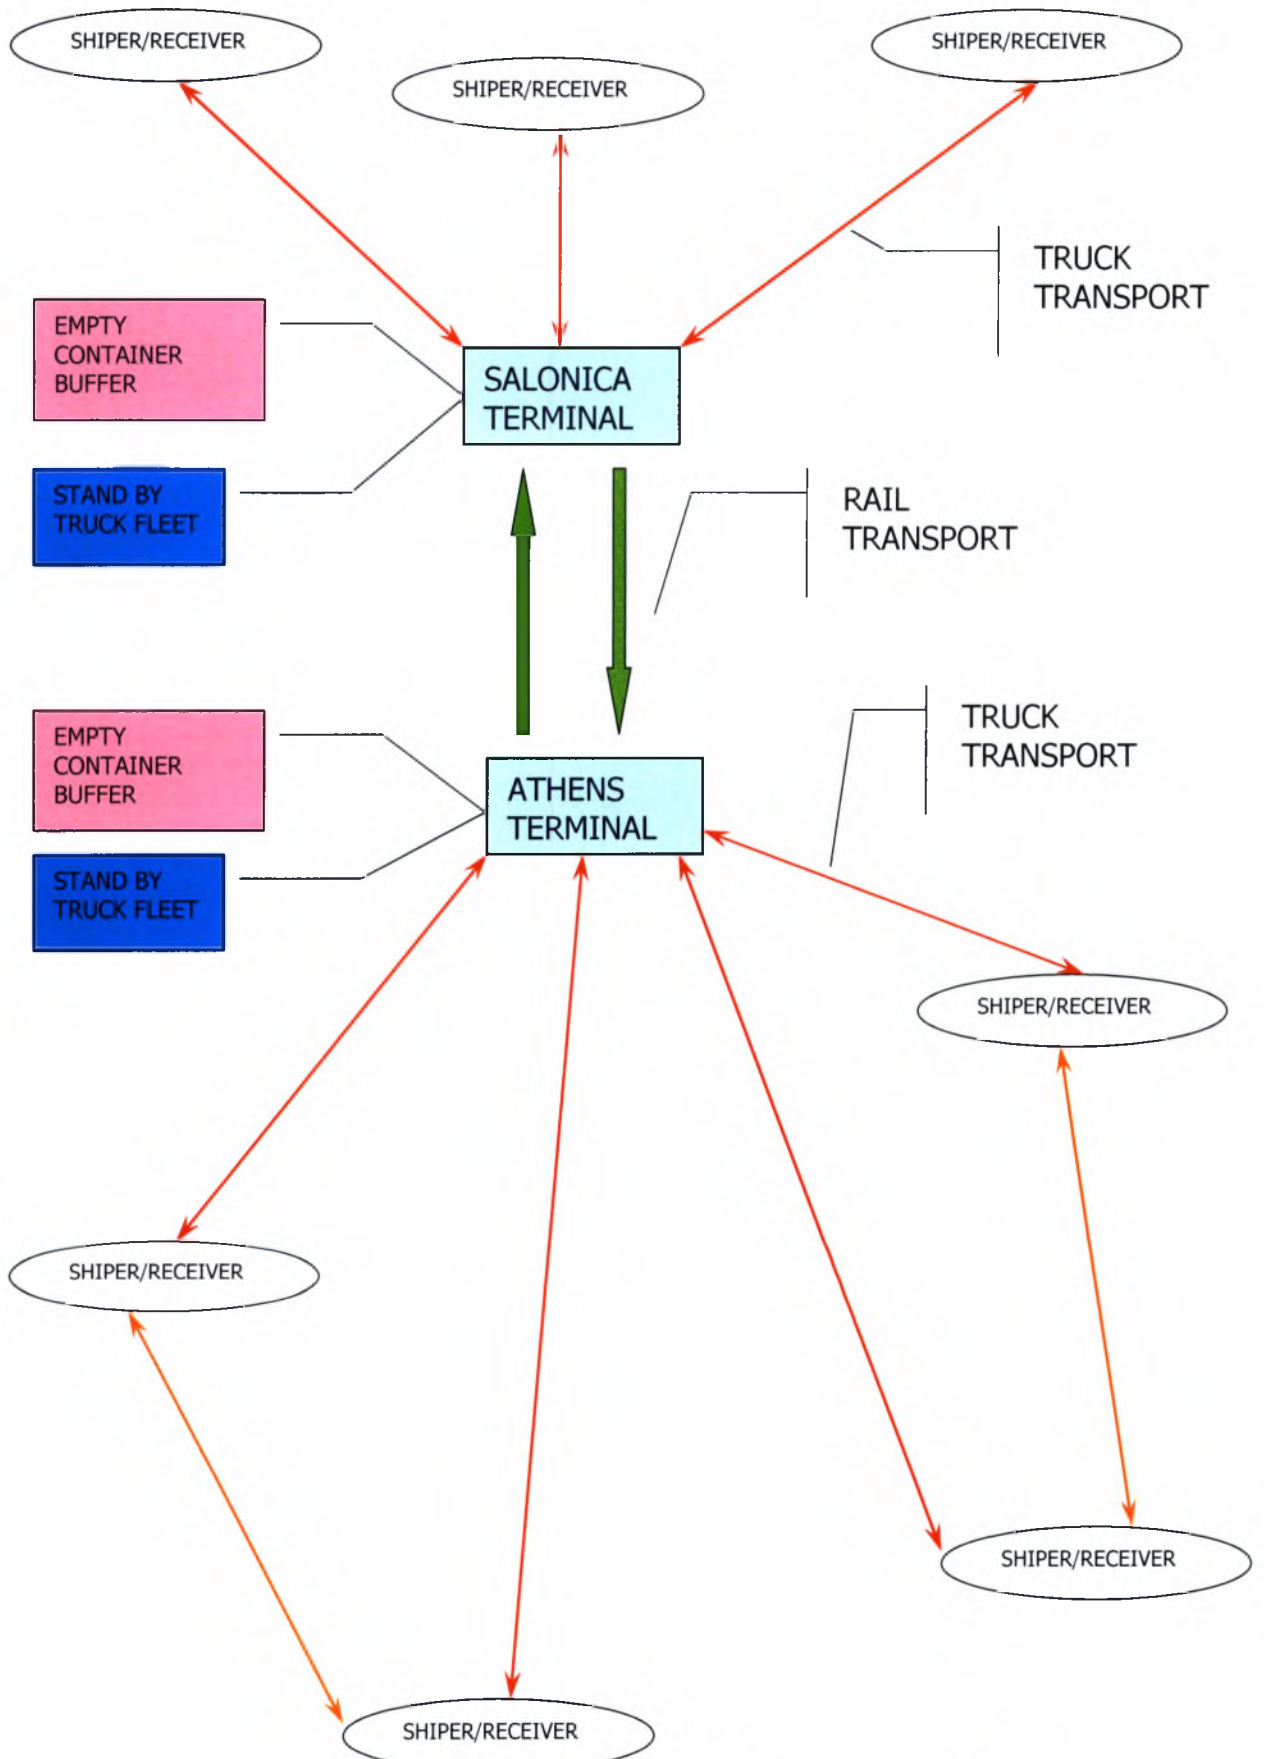 SHIPER/RECEIVER
SHIPER/RECEIVER
SHIPER/RECEIVER
TRUCK
TRANSPORT
EMPTY
CONTAINER
BUFFER
SALONICA
TERMINAL
STAND BY
TRUCK FLEET
RAIL
TRANSPORT
EMPTY
CONTAINER
BUFFER
TRUCK
TRANSPORT
ATHENS
TERMINAL
STAND BY
TRUCK FLEET
SHIPER/RECEIVER
SHIPER/RECEIVER
SHIPER/RECEIVER
SHIPER/RECEIVER